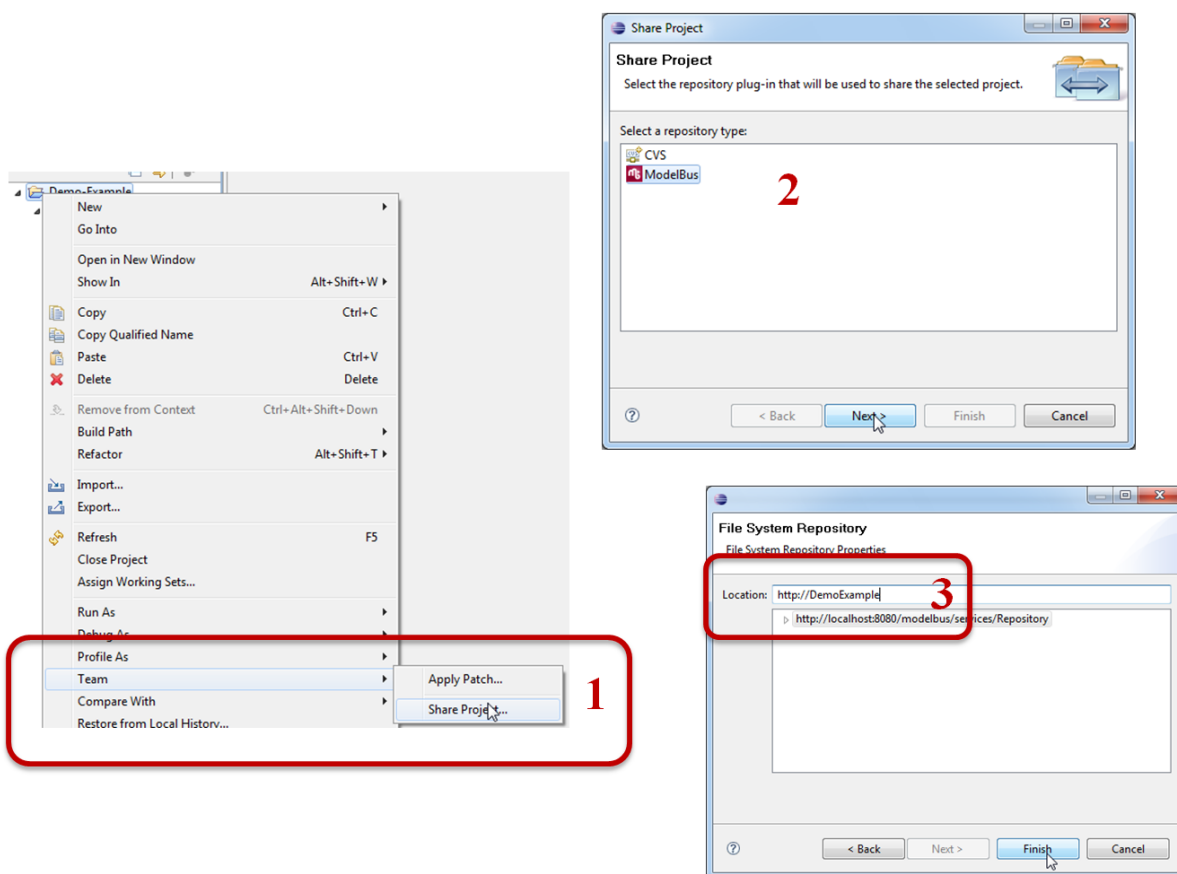 Demo-Example
New
Go Into
Open in New Window
Show In Alt+Shift+W
Copy Ctrl+C
Copy Qualified Name
Paste Ctrl+V
Delete Delete
Remove from Context Ctrl+Alt+Shift+Down
Build Path
Refactor Alt+Shift+T
Import...
Export...
Refresh F5
Close Project
Assign Working Sets...
Run As
Debug As
Profile As
Team
Compare With
Restore from Local History...
Apply Patch...
Share Project...
1
Share Project
Share Project
Select the repository plug-in that will be used to share the selected project.
Select a repository type:
CVS
ModelBus
2
< Back Next > Finish Cancel
File System Repository
File System Repository Properties
Location: http://DemoExample
3
http://localhost:8080/modelbus/services/Repository
< Back Next > Finish Cancel